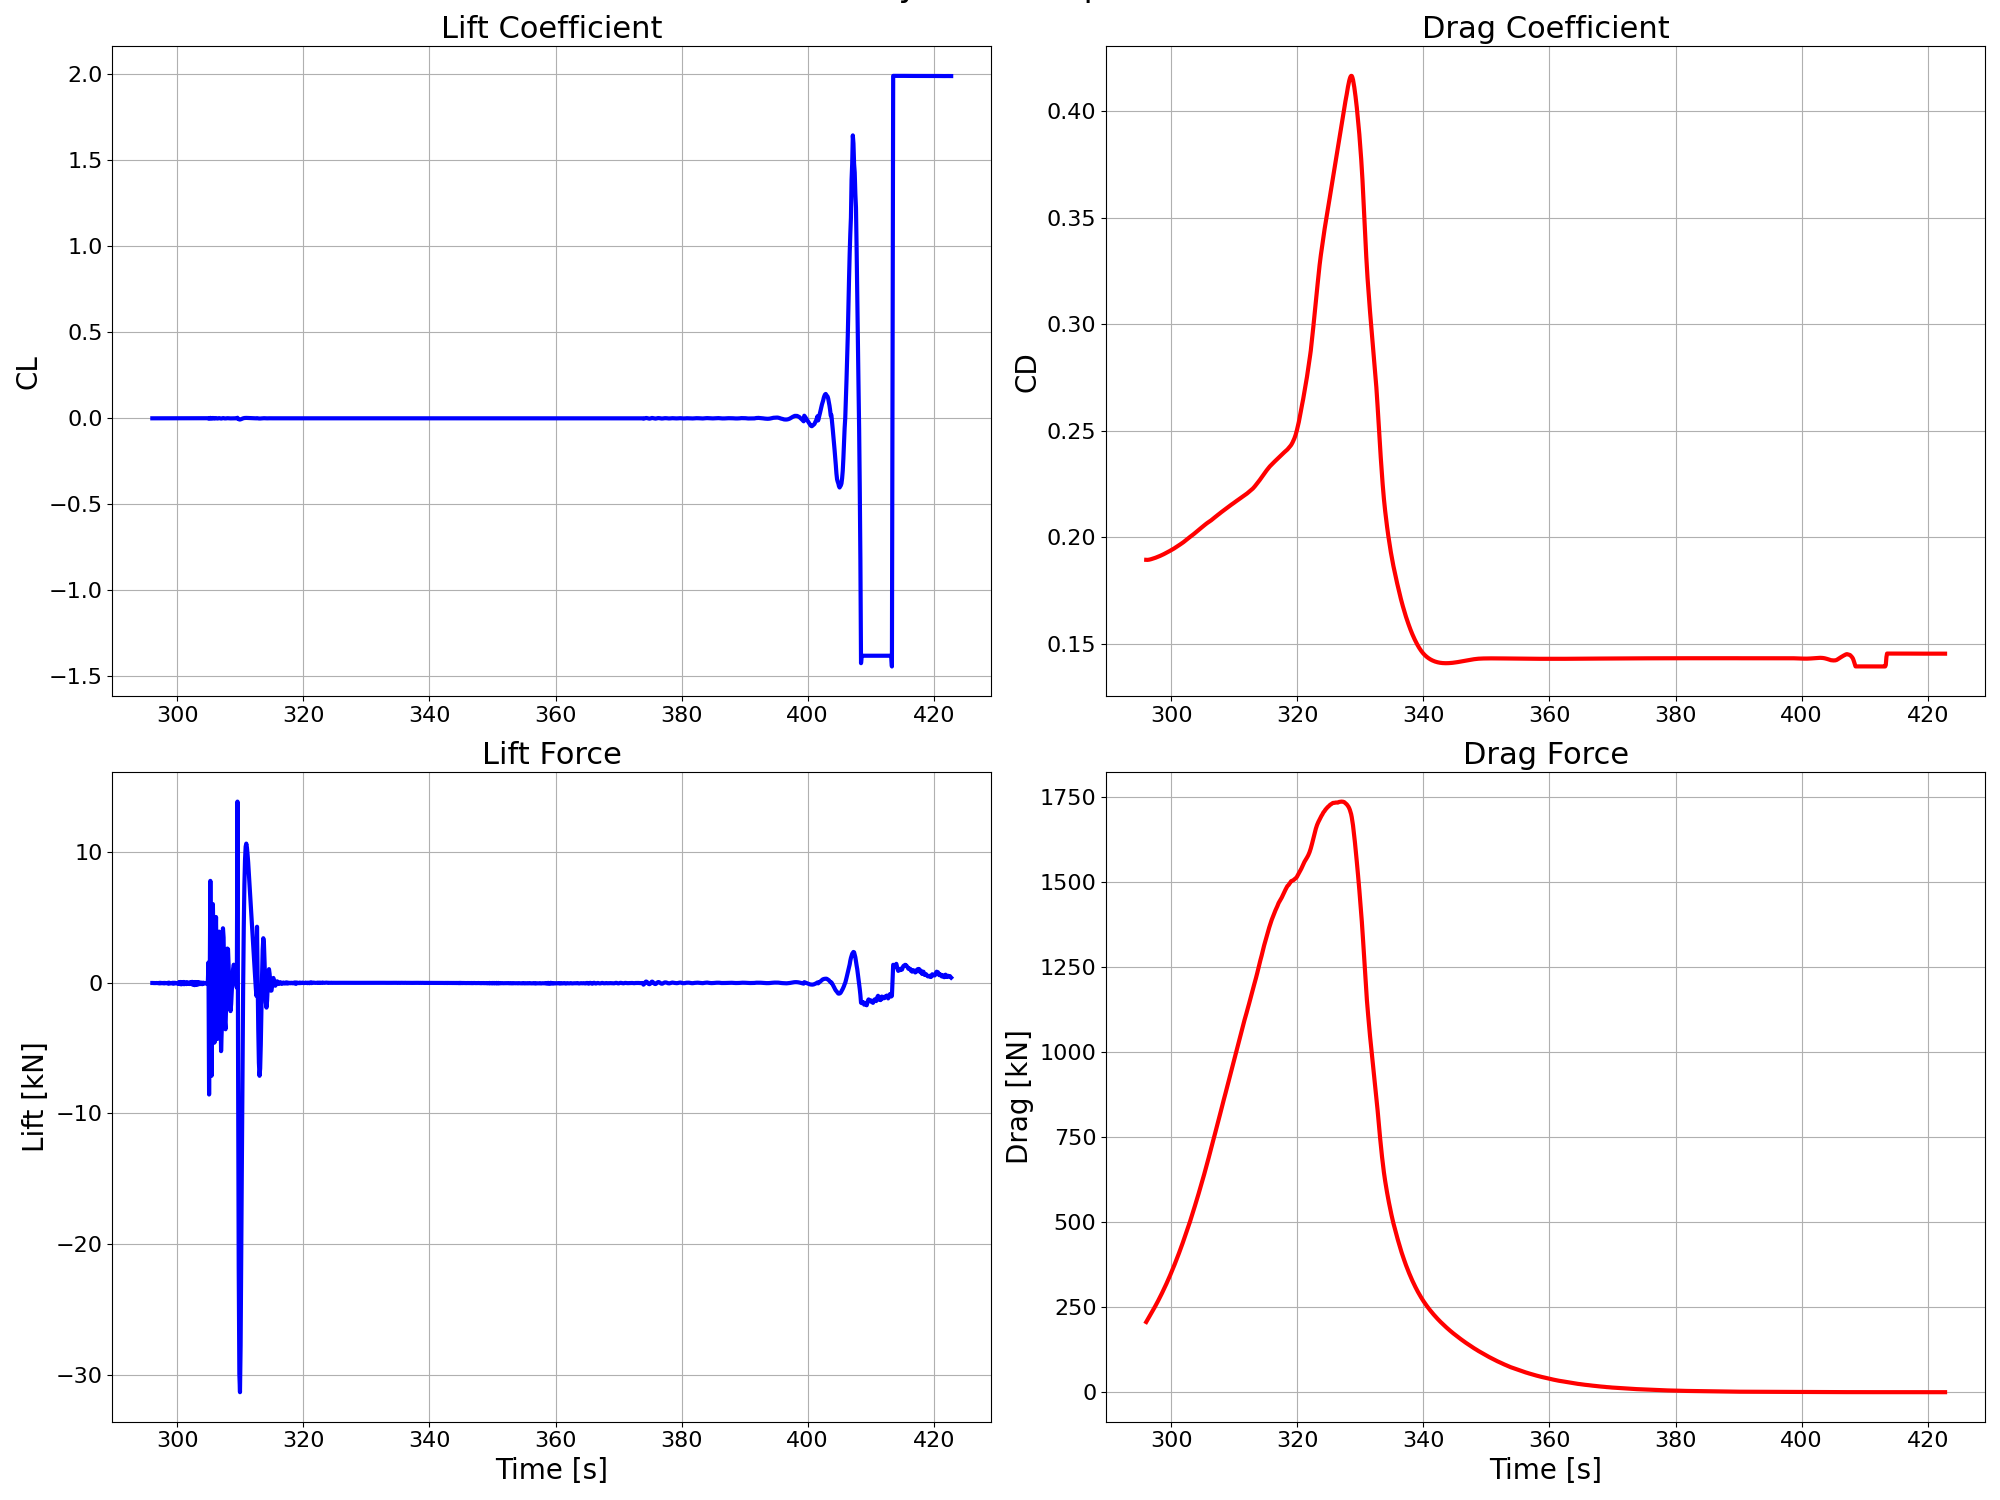 Lift Coefficient
CL
2.0
1.5
1.0
0.5
0.0
−0.5
−1.0
−1.5
300 320 340 360 380 400 420
Drag Coefficient
CD
0.40
0.35
0.30
0.25
0.20
0.15
300 320 340 360 380 400 420
Lift Force
Lift [kN]
10
0
−10
−20
−30
300 320 340 360 380 400 420
Time [s]
Drag Force
Drag [kN]
1750
1500
1250
1000
750
500
250
0
300 320 340 360 380 400 420
Time [s]